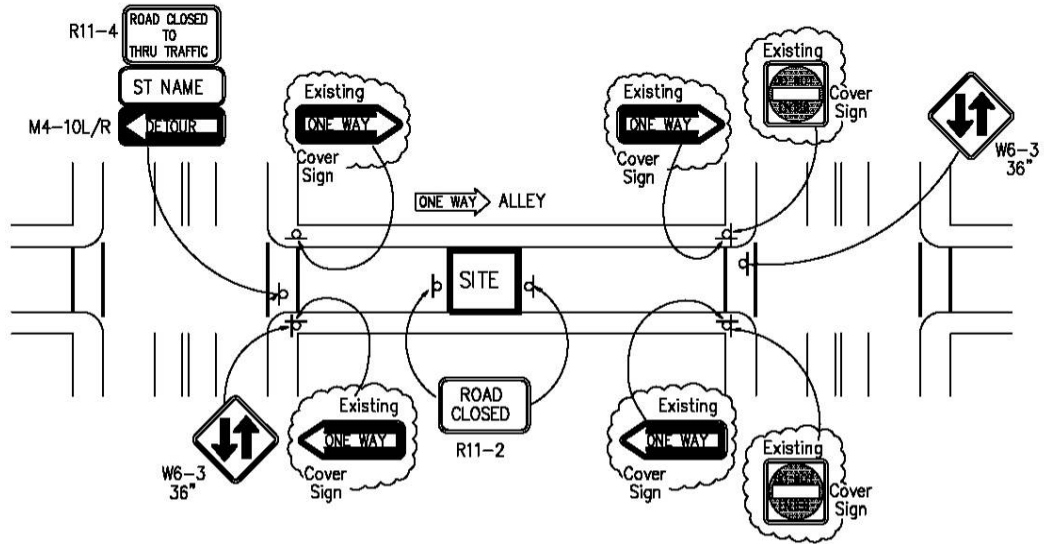 R11-4
ROAD CLOSED
TO
THRU TRAFFIC
ST NAME
M4-10L/R
DETOUR
Existing
ONE WAY
Cover
Sign
Existing
ONE WAY
Cover
Sign
Existing
Cover
Sign
W6-3
36"
ONE WAY
ALLEY
SITE
W6-3
36"
Existing
ONE WAY
Cover
Sign
ROAD
CLOSED
R11-2
Existing
ONE WAY
Cover
Sign
Existing
Cover
Sign